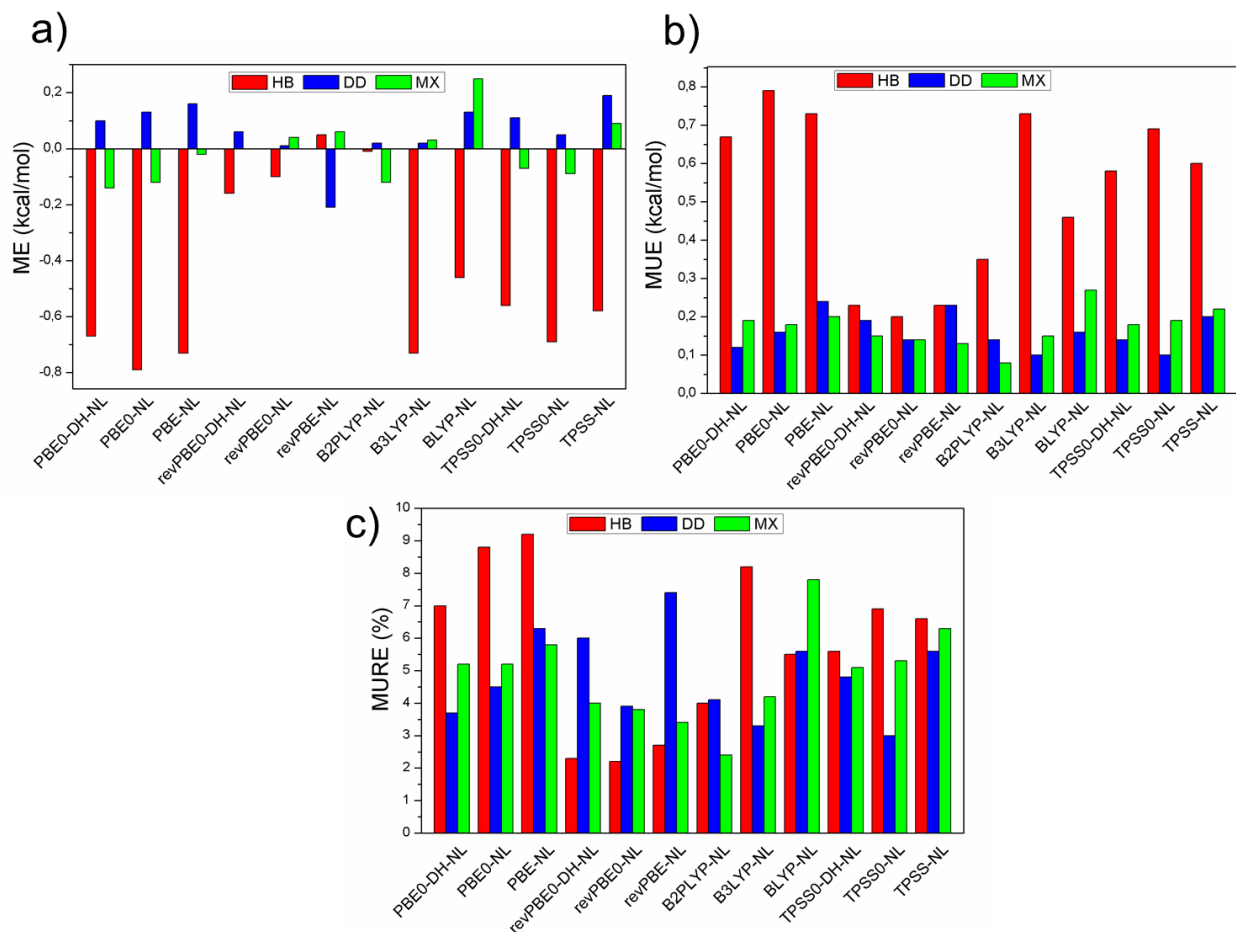 a)
HB DD MX
ME (kcal/mol)
0,2
0,0
-0,2
-0,4
-0,6
-0,8
PBE0-DH-NL
PBE0-NL
PBE-NL
revPBE0-DH-NL
revPBE0-NL
revPBE-NL
B2PLYP-NL
B3LYP-NL
BLYP-NL
TPSS0-DH-NL
TPSS0-NL
TPSS-NL
b)
HB DD MX
MUE (kcal/mol)
0,8
0,7
0,6
0,5
0,4
0,3
0,2
0,1
0,0
PBE0-DH-NL
PBE0-NL
PBE-NL
revPBE0-DH-NL
revPBE0-NL
revPBE-NL
B2PLYP-NL
B3LYP-NL
BLYP-NL
TPSS0-DH-NL
TPSS0-NL
TPSS-NL
c)
HB DD MX
MURE (%)
10
9
8
7
6
5
4
3
2
1
0
PBE0-DH-NL
PBE0-NL
PBE-NL
revPBE0-DH-NL
revPBE0-NL
revPBE-NL
B2PLYP-NL
B3LYP-NL
BLYP-NL
TPSS0-DH-NL
TPSS0-NL
TPSS-NL